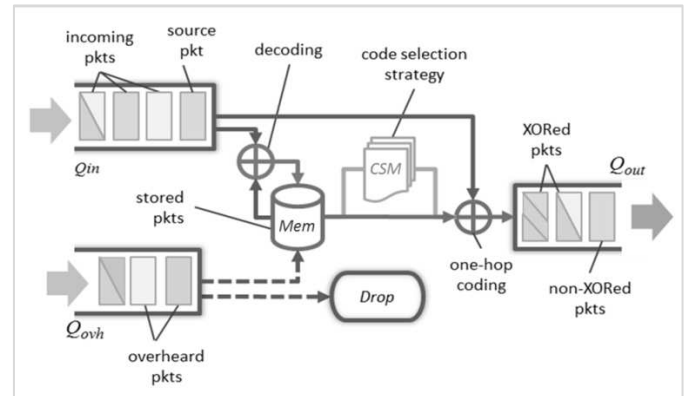 incoming
pkts
source
pkt
decoding
code selection
strategy
XORed
pkts
Qout
Qin
CSM
stored
pkts
Mem
one-hop
coding
non-XORed
pkts
Drop
Qovh
overheard
pkts